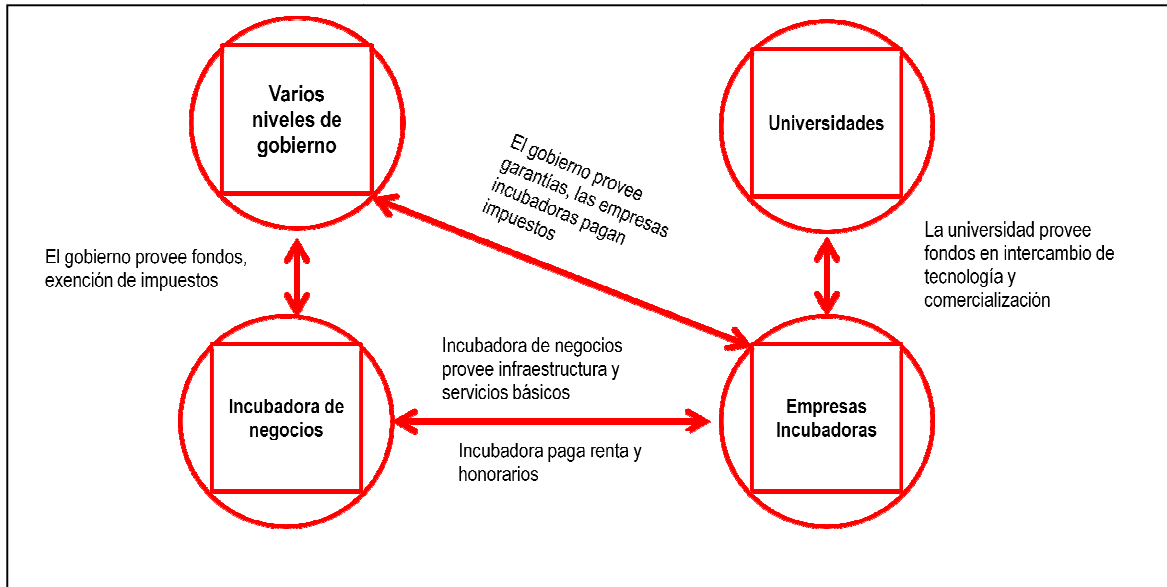 Varios
niveles de
gobierno
Universidades
El gobierno provee
garantías, las empresas
incubadoras pagan
impuestos
El gobierno provee fondos,
exención de impuestos
La universidad provee
fondos en intercambio de
tecnología y
comercialización
Incubadora de negocios
provee infraestructura y
servicios básicos
Incubadora de
negocios
Empresas
Incubadoras
Incubadora paga renta y
honorarios